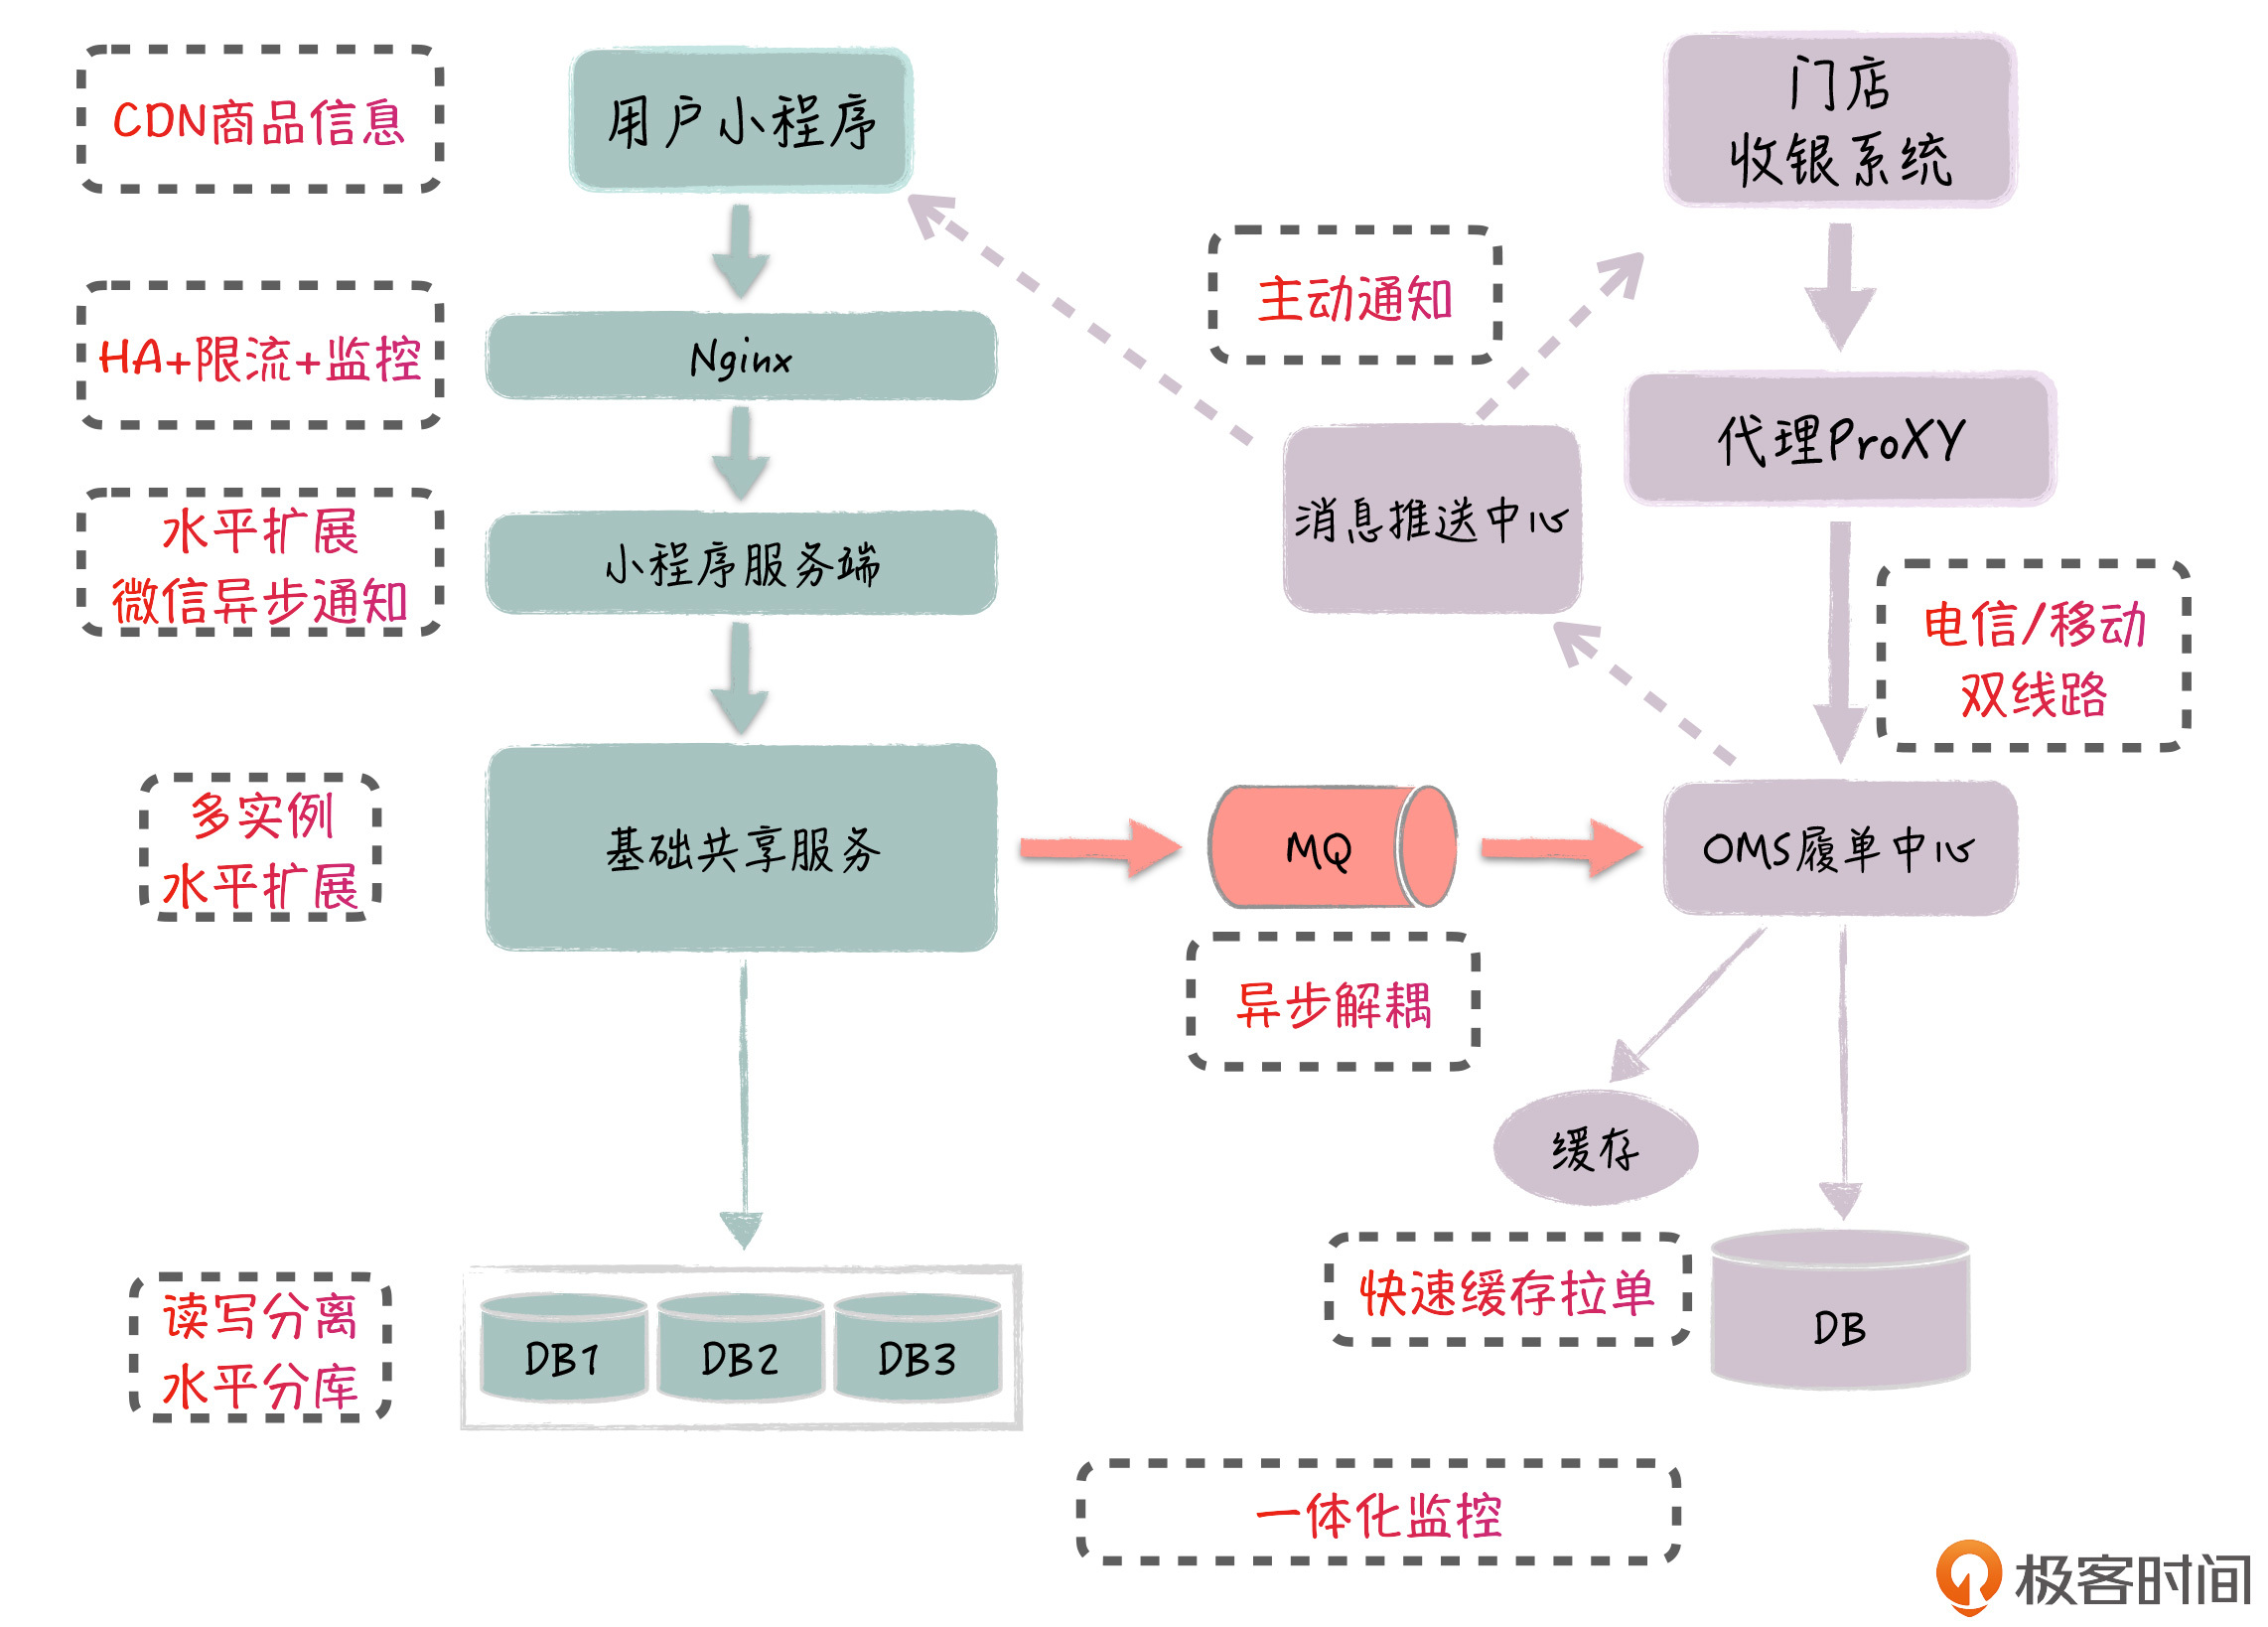 CDN商品信息
用户小程序
门店
收银系统
主动通知
HA+限流+监控
Nginx
代理ProXY
水平扩展
微信异步通知
小程序服务端
消息推送中心
电信/移动
双线路
多实例
水平扩展
基础共享服务
MQ
OMS履单中心
异步解耦
缓存
快速缓存拉单
读写分离
水平分库
DB1
DB2
DB3
DB
一体化监控
极客时间